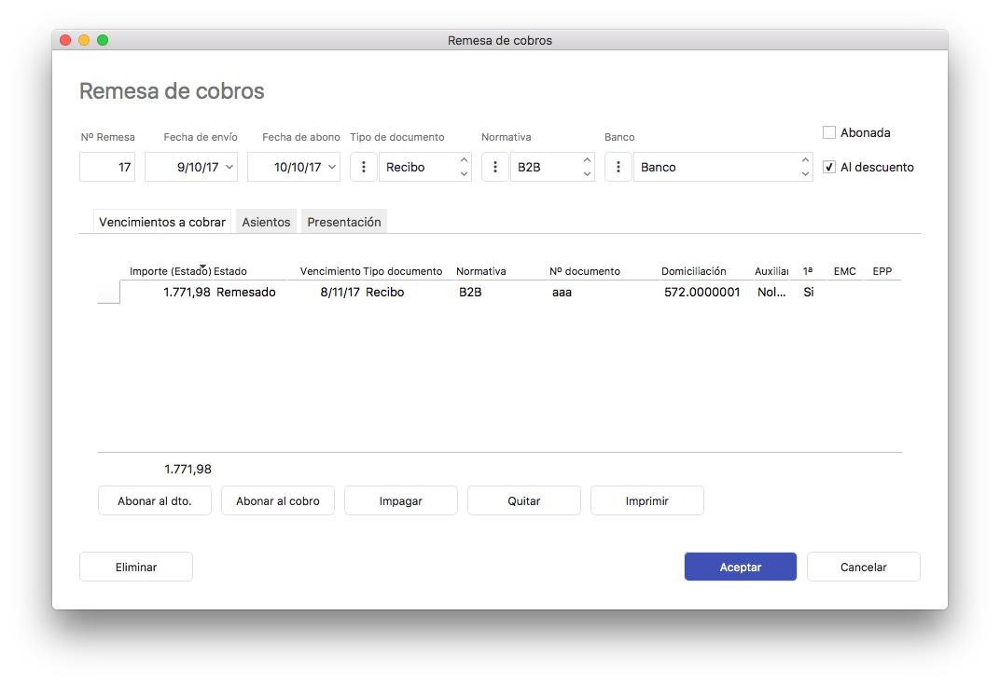 Remesa de cobros
Remesa de cobros
Nº Remesa Fecha de envío Fecha de abono Tipo de documento Normativa Banco Abonada
17 9/10/17 10/10/17 Recibo B2B Banco Al descuento
Vencimientos a cobrar Asientos Presentación
Importe (Estado) Estado Vencimiento Tipo documento Normativa Nº documento Domiciliación Auxiliar 1ª EMC EPP
1.771,98 Remesado 8/11/17 Recibo B2B aaa 572.0000001 Nol... Si
1.771,98
Abonar al dto. Abonar al cobro Impagar Quitar Imprimir
Eliminar Aceptar Cancelar